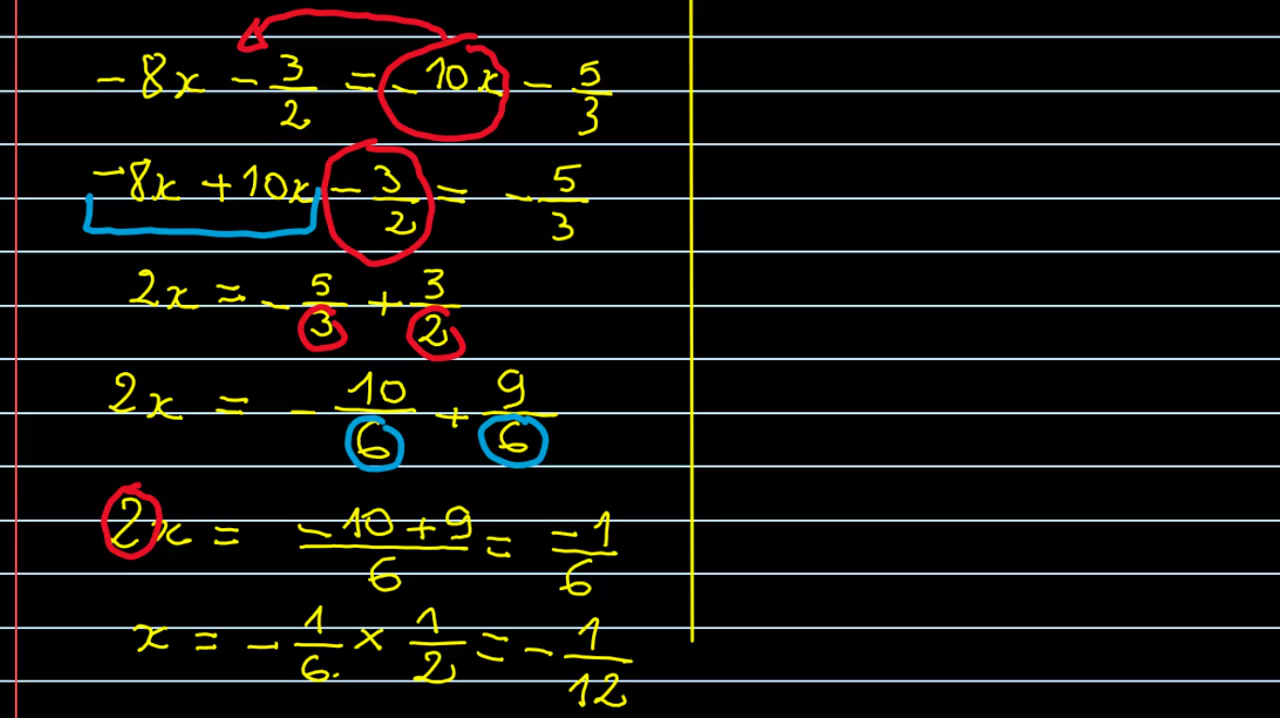 -8x - 3/2 = -10x - 5/3
-8x + 10x - 3/2 = - 5/3
2x = - 5/3 + 3/2
2x = - 10/6 + 9/6
2x = (-10+9)/6 = -1/6
x = - 1/6. × 1/2 = - 1/12